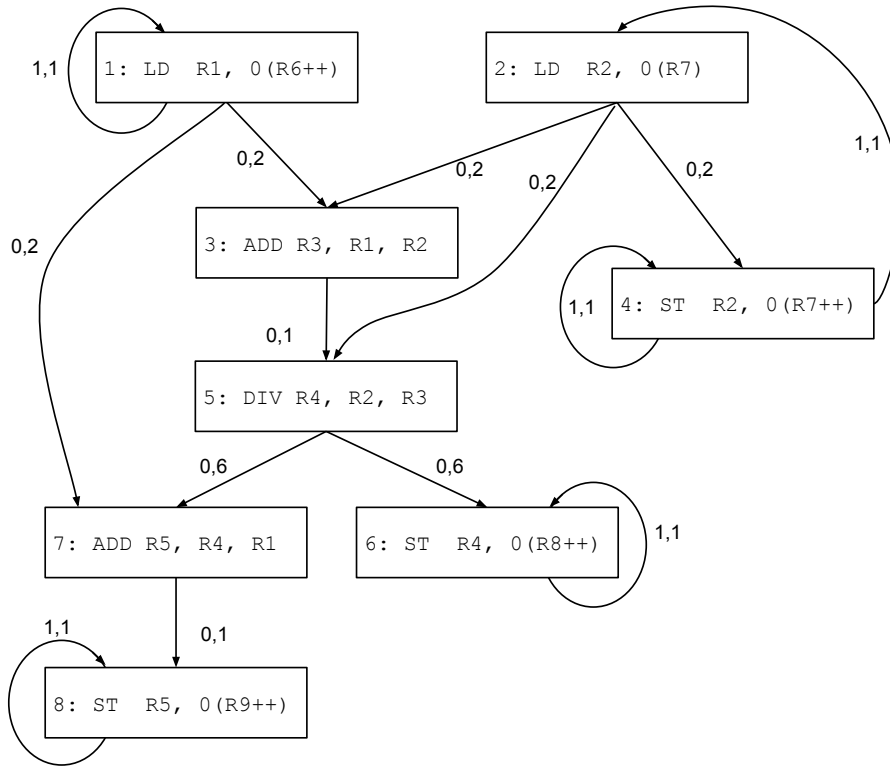 1,1
1: LD R1, 0(R6++)
2: LD R2, 0(R7)
1,1
0,2
0,2
0,2
0,2
0,2
3: ADD R3, R1, R2
1,1
4: ST R2, 0(R7++)
0,1
5: DIV R4, R2, R3
0,6
0,6
7: ADD R5, R4, R1
6: ST R4, 0(R8++)
1,1
1,1
0,1
8: ST R5, 0(R9++)